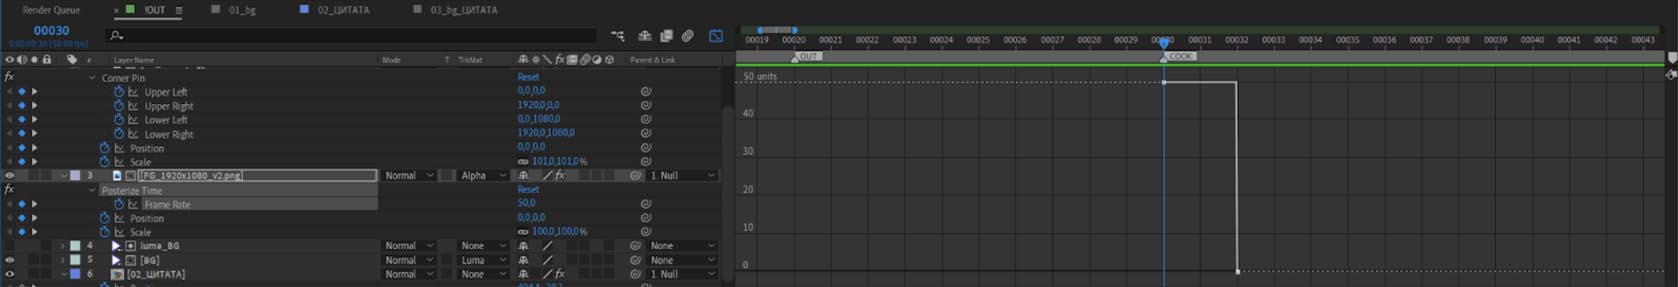 Render Queue × !OUT ≡ 01_bg 02_ЦИТАТА 03_bg_ЦИТАТА
00030
0:00:00:30 (50.00 fps)
00019 00020 00021 00022 00023 00024 00025 00026 00027 00028 00029 00030 00031 00032 00033 00034 00035 00036 00037 00038 00039 00040 00041 00042 00043
# Layer Name Mode T TrkMat fx Parent & Link OUT COOK
fx Corner Pin Reset 50 units
Upper Left 0,0,0,0
Upper Right 1920,0,0,0
Lower Left 0,0,1080,0 40
Lower Right 1920,0,1080,0
Position 0,0,0,0 30
Scale 101,0,101,0%
3 [FG_1920x1080_v2.png] Normal Alpha fx 1. Null
fx Posterize Time Reset 20
Frame Rate 50,0
Position 0,0,0,0
Scale 100,0,100,0% 10
4 luma_BG Normal None None
5 [BG] Normal Luma None 0
6 [02_ЦИТАТА] Normal None fx 1. Null